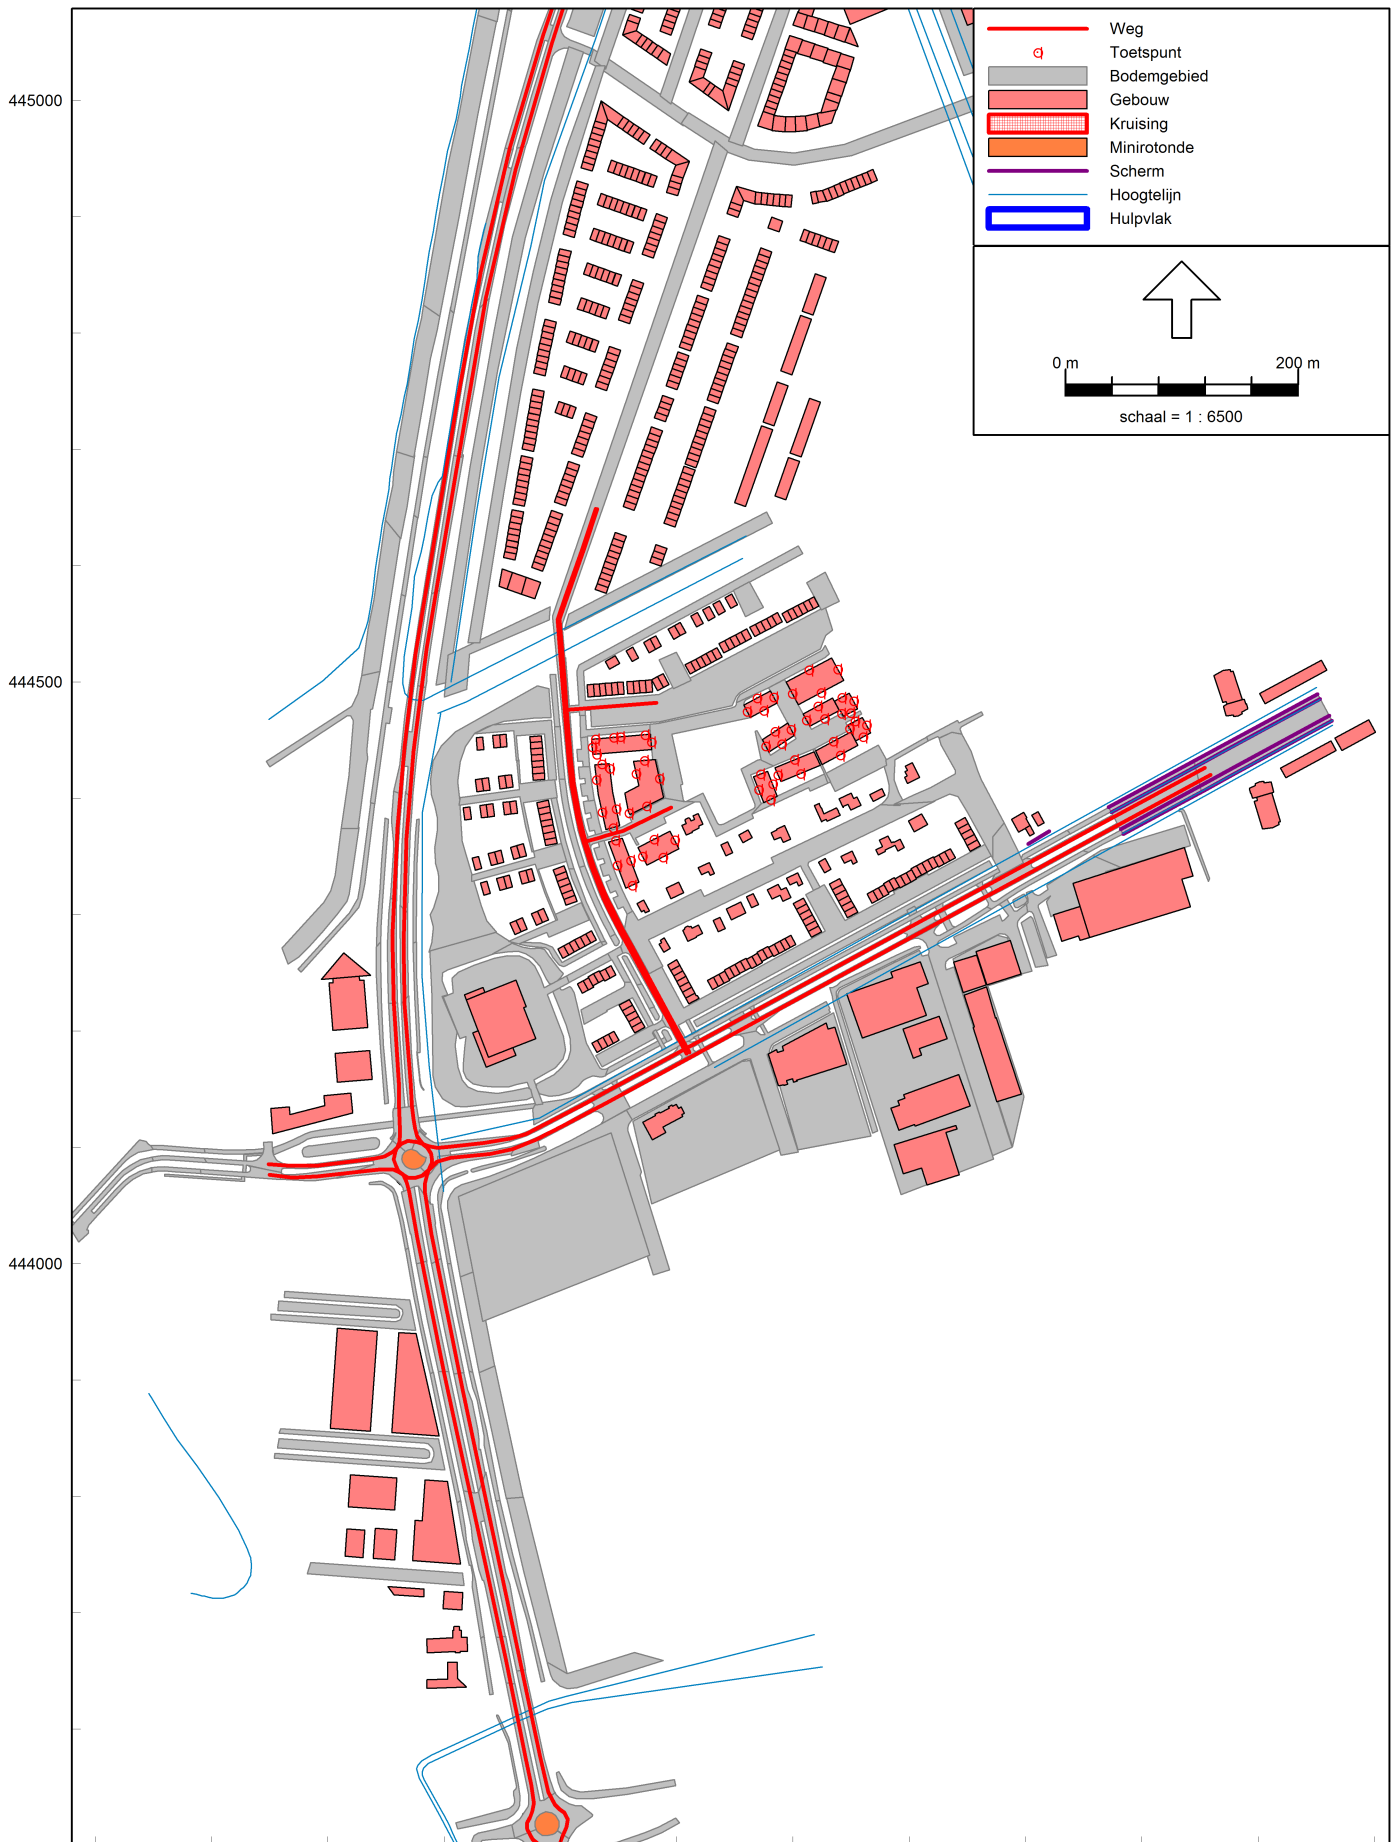 Weg
Toetspunt
Bodemgebied
Gebouw
Kruising
Minirotonde
Scherm
Hoogtelijn
Hulpvlak
0 m 200 m
schaal = 1 : 6500
445000
444500
444000